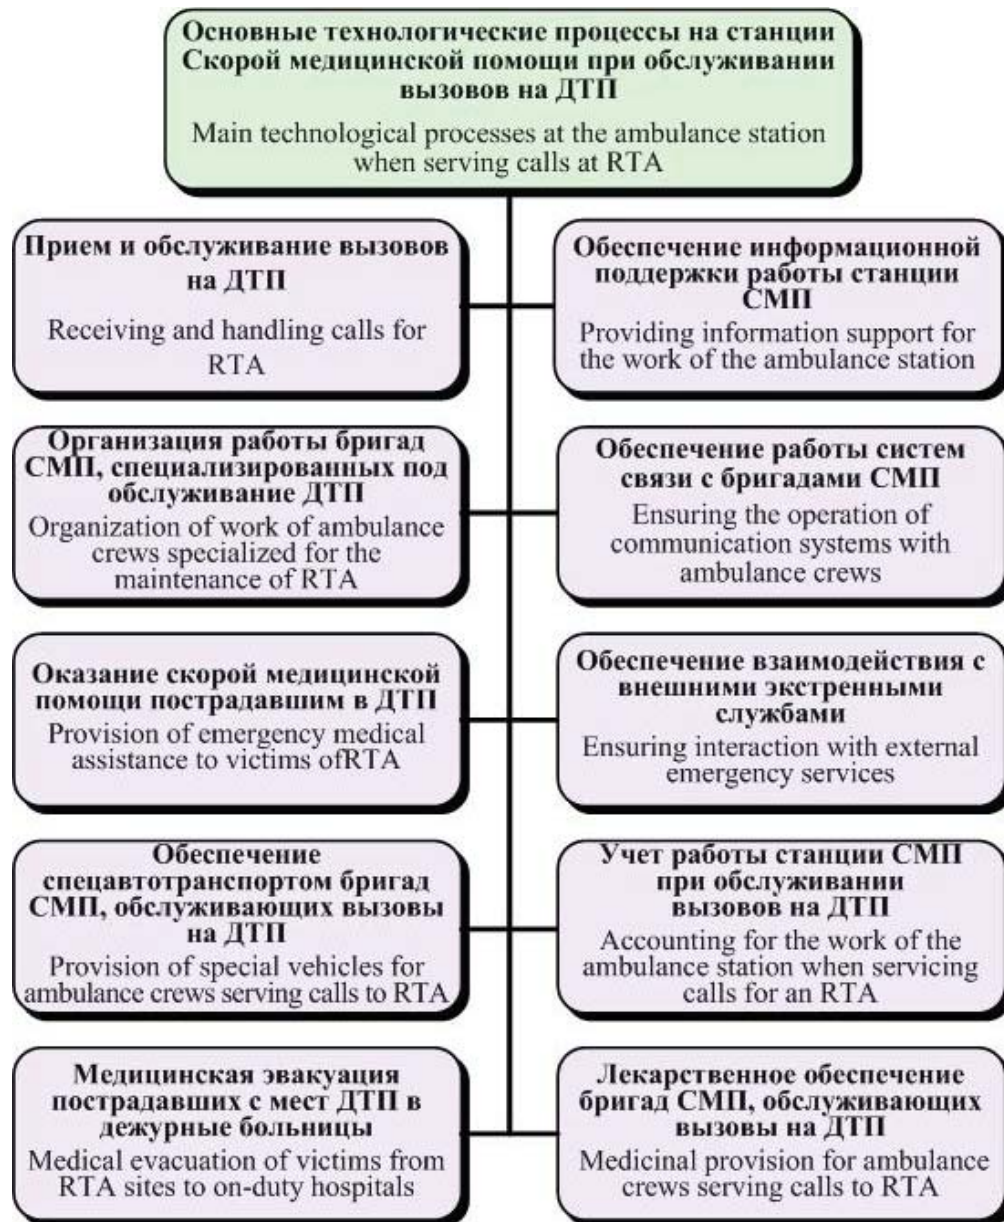 Основные технологические процессы на станции
Скорой медицинской помощи при обслуживании
вызовов на ДТП
Main technological processes at the ambulance station
when serving calls at RTA
Прием и обслуживание вызовов
на ДТП
Receiving and handling calls for
RTA
Обеспечение информационной
поддержки работы станции
СМП
Providing information support for
the work of the ambulance station
Организация работы бригад
СМП, специализированных под
обслуживание ДТП
Organization of work of ambulance
crews specialized for the
maintenance of RTA
Обеспечение работы систем
связи с бригадами СМП
Ensuring the operation of
communication systems with
ambulance crews
Оказание скорой медицинской
помощи пострадавшим в ДТП
Provision of emergency medical
assistance to victims ofRTA
Обеспечение взаимодействия с
внешними экстренными
службами
Ensuring interaction with external
emergency services
Обеспечение
спецавтотранспортом бригад
СМП, обслуживающих вызовы
на ДТП
Provision of special vehicles for
ambulance crews serving calls to RTA
Учет работы станции СМП
при обслуживании
вызовов на ДТП
Accounting for the work of the
ambulance station when servicing
calls for an RTA
Медицинская эвакуация
пострадавших с мест ДТП в
дежурные больницы
Medical evacuation of victims from
RTA sites to on-duty hospitals
Лекарственное обеспечение
бригад СМП, обслуживающих
вызовы на ДТП
Medicinal provision for ambulance
crews serving calls to RTA